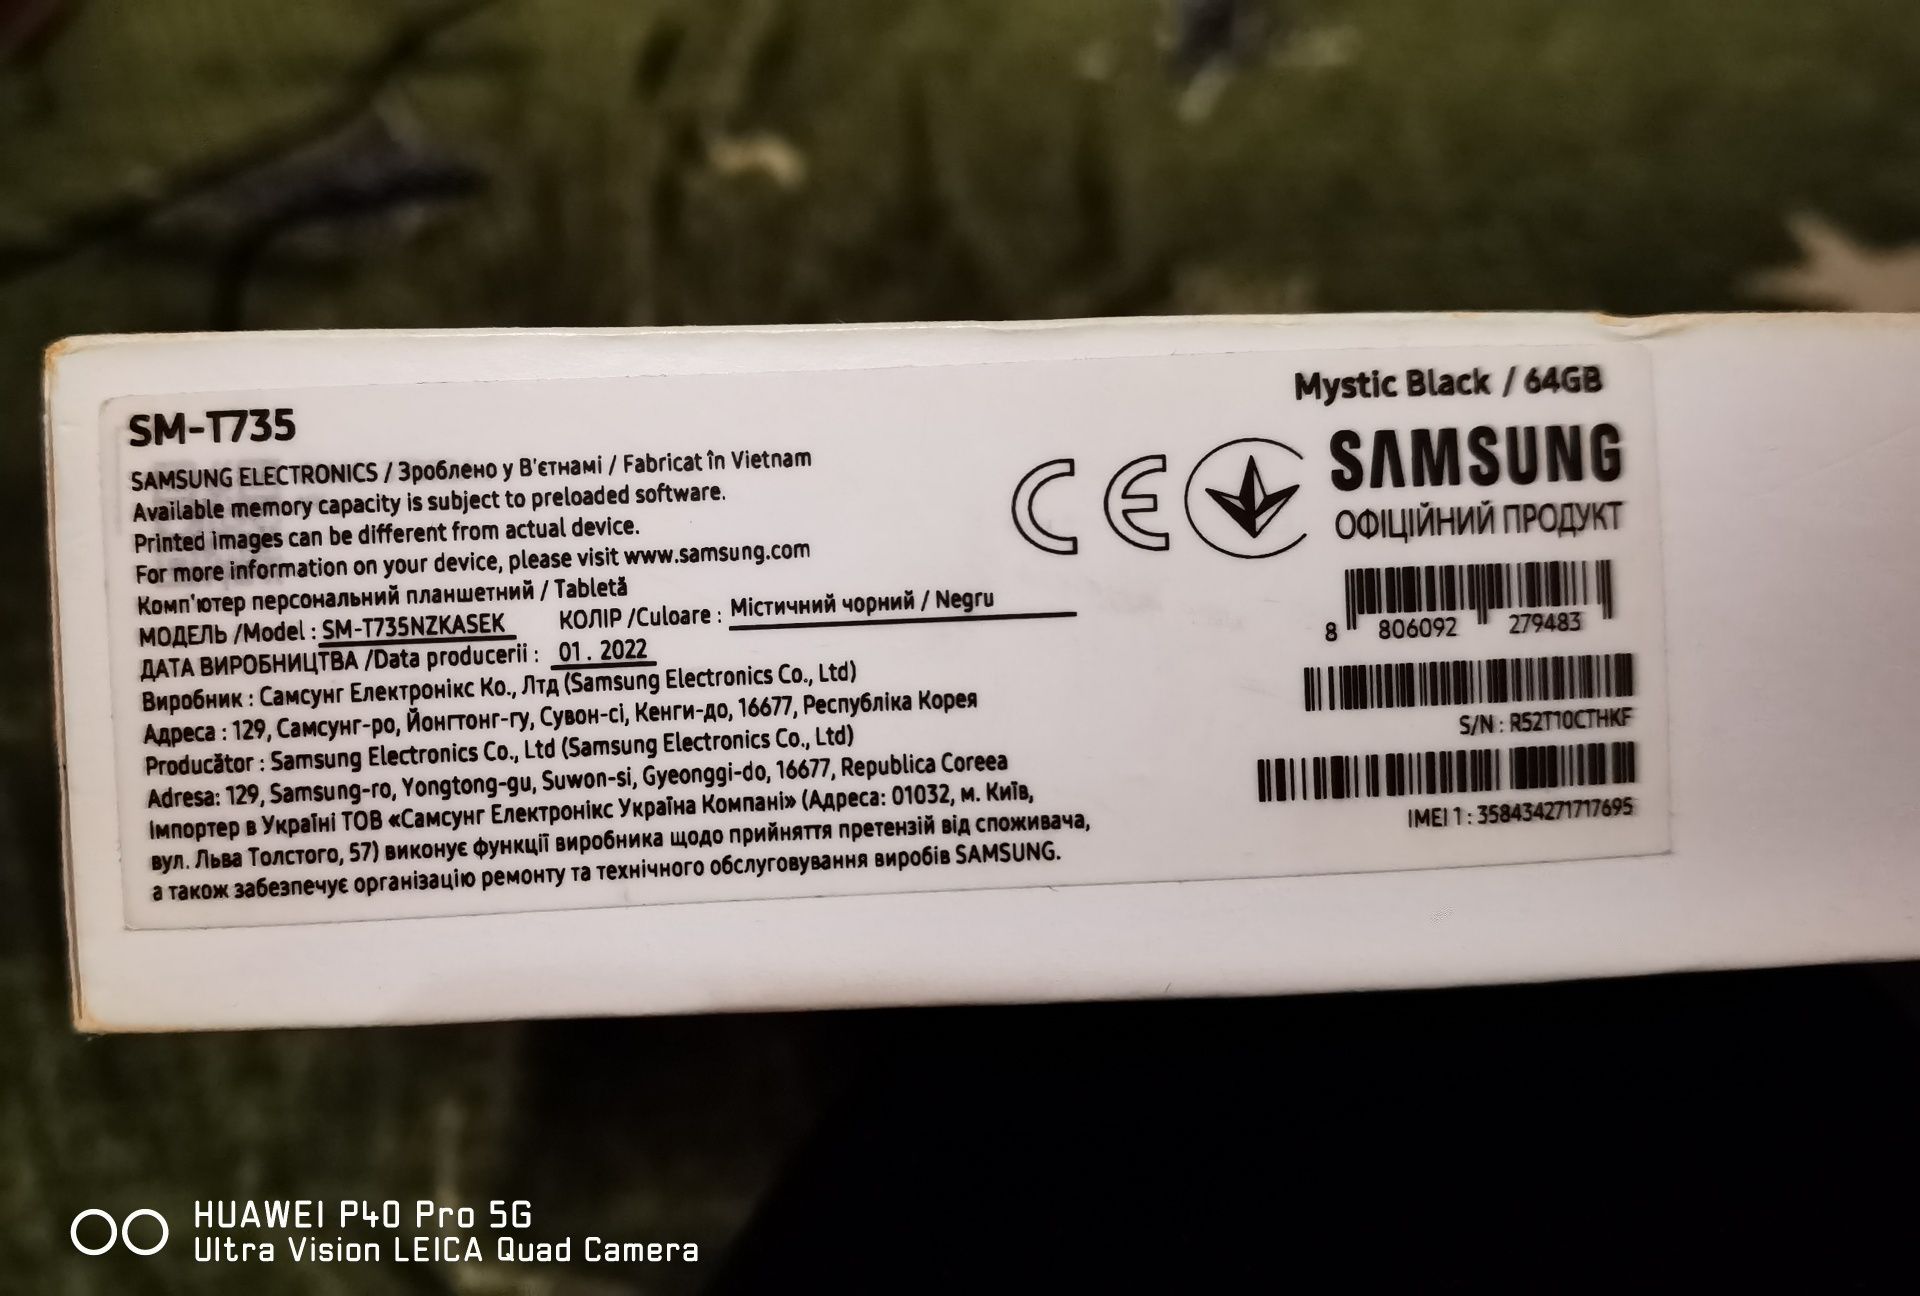 SM-T735
SAMSUNG ELECTRONICS / Зроблено у В'єтнамі / Fabricat în Vietnam
Available memory capacity is subject to preloaded software.
Printed images can be different from actual device.
For more information on your device, please visit www.samsung.com
Комп'ютер персональний планшетний / Tabletă
МОДЕЛЬ /Model : SM-T735NZKASEK КОЛІР /Culoare : Містичний чорний / Negru
ДАТА ВИРОБНИЦТВА /Data producerii : 01 . 2022
Виробник : Самсунг Електронікс Ко., Лтд (Samsung Electronics Co., Ltd)
Адреса : 129, Самсунг-ро, Йонгтонг-гу, Сувон-сі, Кенги-до, 16677, Республіка Корея
Producător : Samsung Electronics Co., Ltd (Samsung Electronics Co., Ltd)
Adresa: 129, Samsung-ro, Yongtong-gu, Suwon-si, Gyeonggi-do, 16677, Republica Coreea
Імпортер в Україні ТОВ «Самсунг Електронікс Україна Компані» (Адреса: 01032, м. Київ,
вул. Льва Толстого, 57) виконує функції виробника щодо прийняття претензій від споживача,
а також забезпечує організацію ремонту та технічного обслуговування виробів SAMSUNG.
Mystic Black / 64GB
CE
SAMSUNG
ОФІЦІЙНИЙ ПРОДУКТ
8 806092 279483
S/N : R52T10CTHKF
IMEI 1 : 358434271717695
HUAWEI P40 Pro 5G
Ultra Vision LEICA Quad Camera